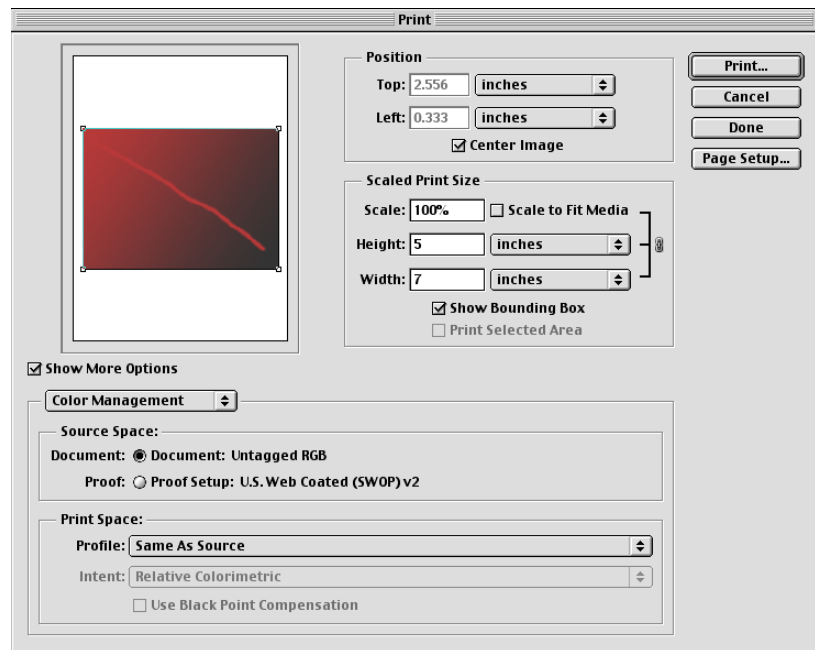 Print
Position
Top: 2.556 inches
Left: 0.333 inches
Center Image
Print...
Cancel
Done
Page Setup...
Scaled Print Size
Scale: 100% Scale to Fit Media
Height: 5 inches
Width: 7 inches
Show Bounding Box
Print Selected Area
Show More Options
Color Management
Source Space:
Document: Document: Untagged RGB
Proof: Proof Setup: U.S. Web Coated (SWOP) v2
Print Space:
Profile: Same As Source
Intent: Relative Colorimetric
Use Black Point Compensation